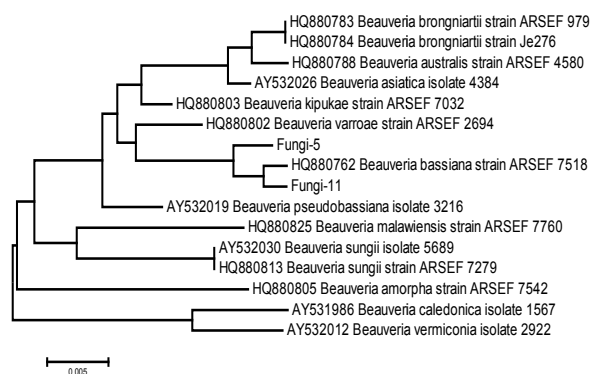 HQ880783 Beauveria brongniartii strain ARSEF 979
HQ880784 Beauveria brongniartii strain Je276
HQ880788 Beauveria australis strain ARSEF 4580
AY532026 Beauveria asiatica isolate 4384
HQ880803 Beauveria kipukae strain ARSEF 7032
HQ880802 Beauveria varroae strain ARSEF 2694
Fungi-5
HQ880762 Beauveria bassiana strain ARSEF 7518
Fungi-11
AY532019 Beauveria pseudobassiana isolate 3216
HQ880825 Beauveria malawiensis strain ARSEF 7760
AY532030 Beauveria sungii isolate 5689
HQ880813 Beauveria sungii strain ARSEF 7279
HQ880805 Beauveria amorpha strain ARSEF 7542
AY531986 Beauveria caledonica isolate 1567
AY532012 Beauveria vermiconia isolate 2922
0.005